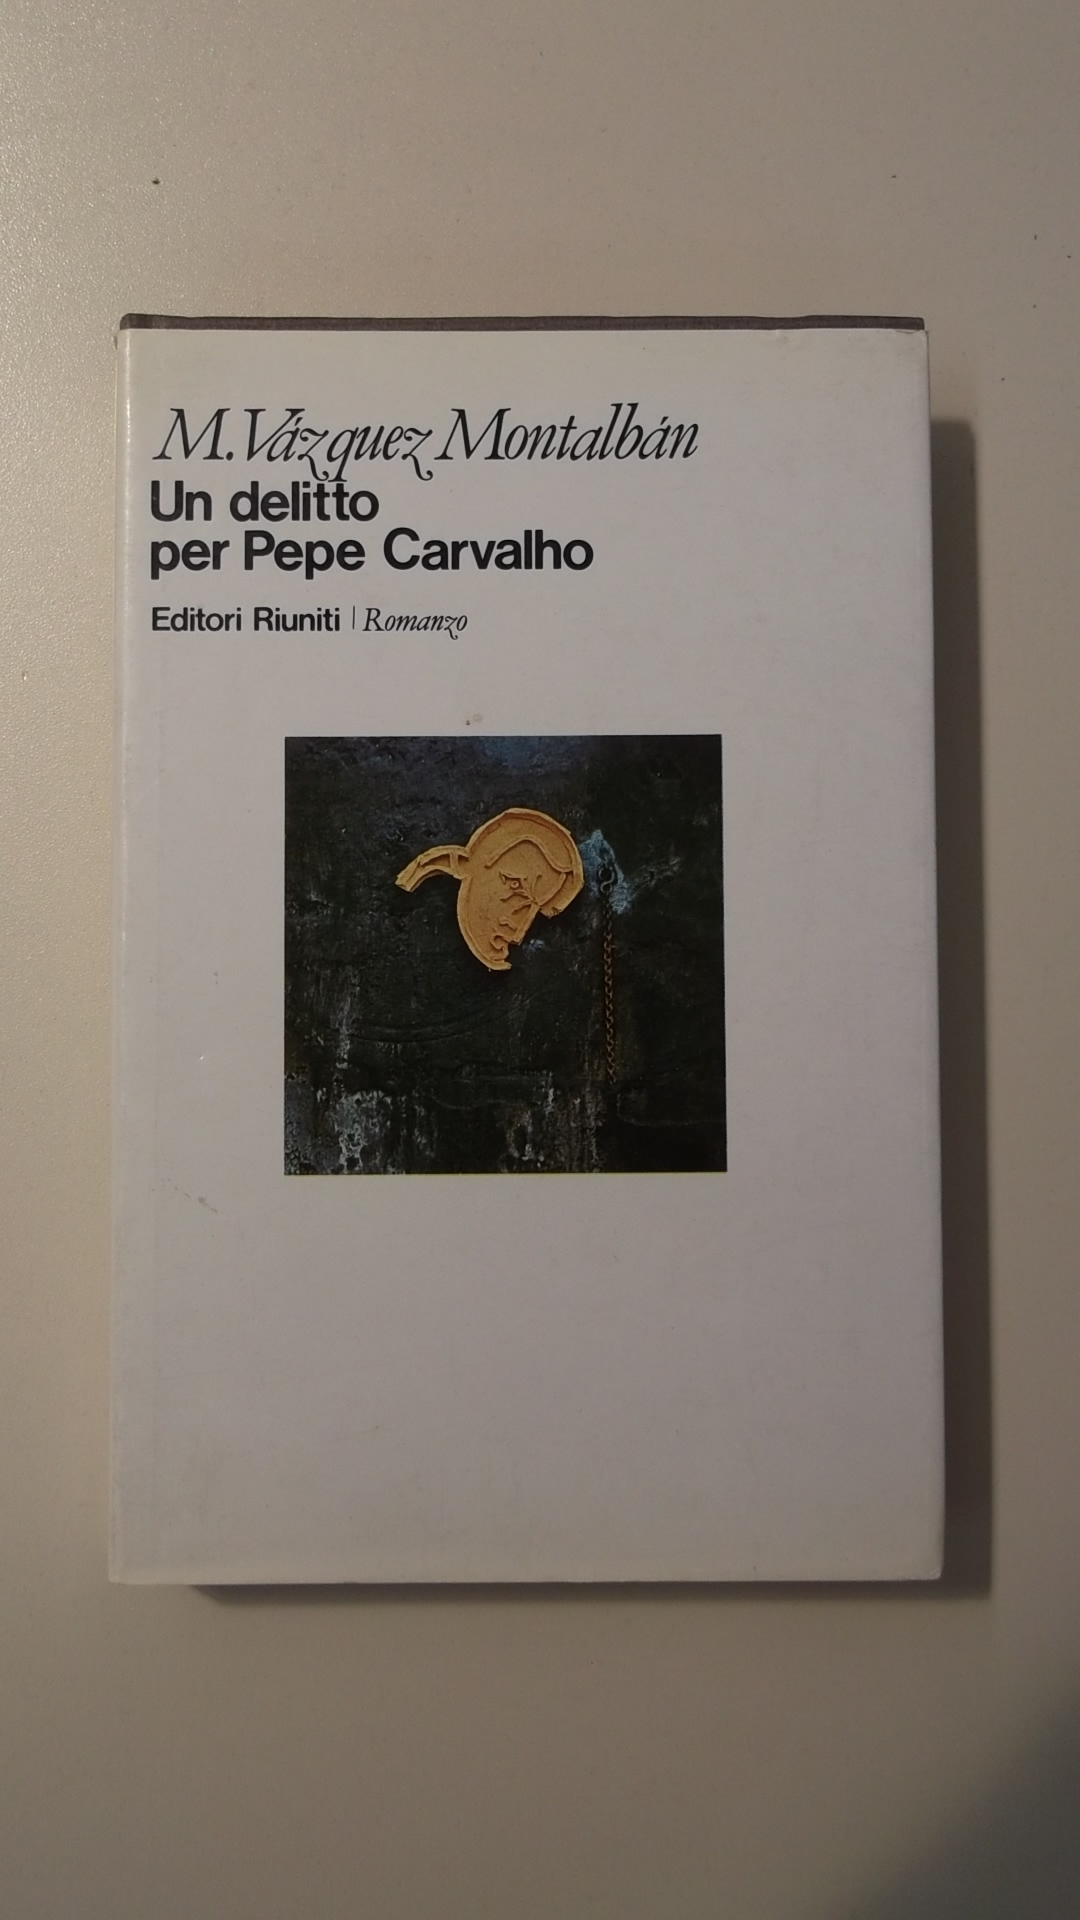 M. Vázquez Montalbán
Un delitto
per Pepe Carvalho
Editori Riuniti | Romanzo